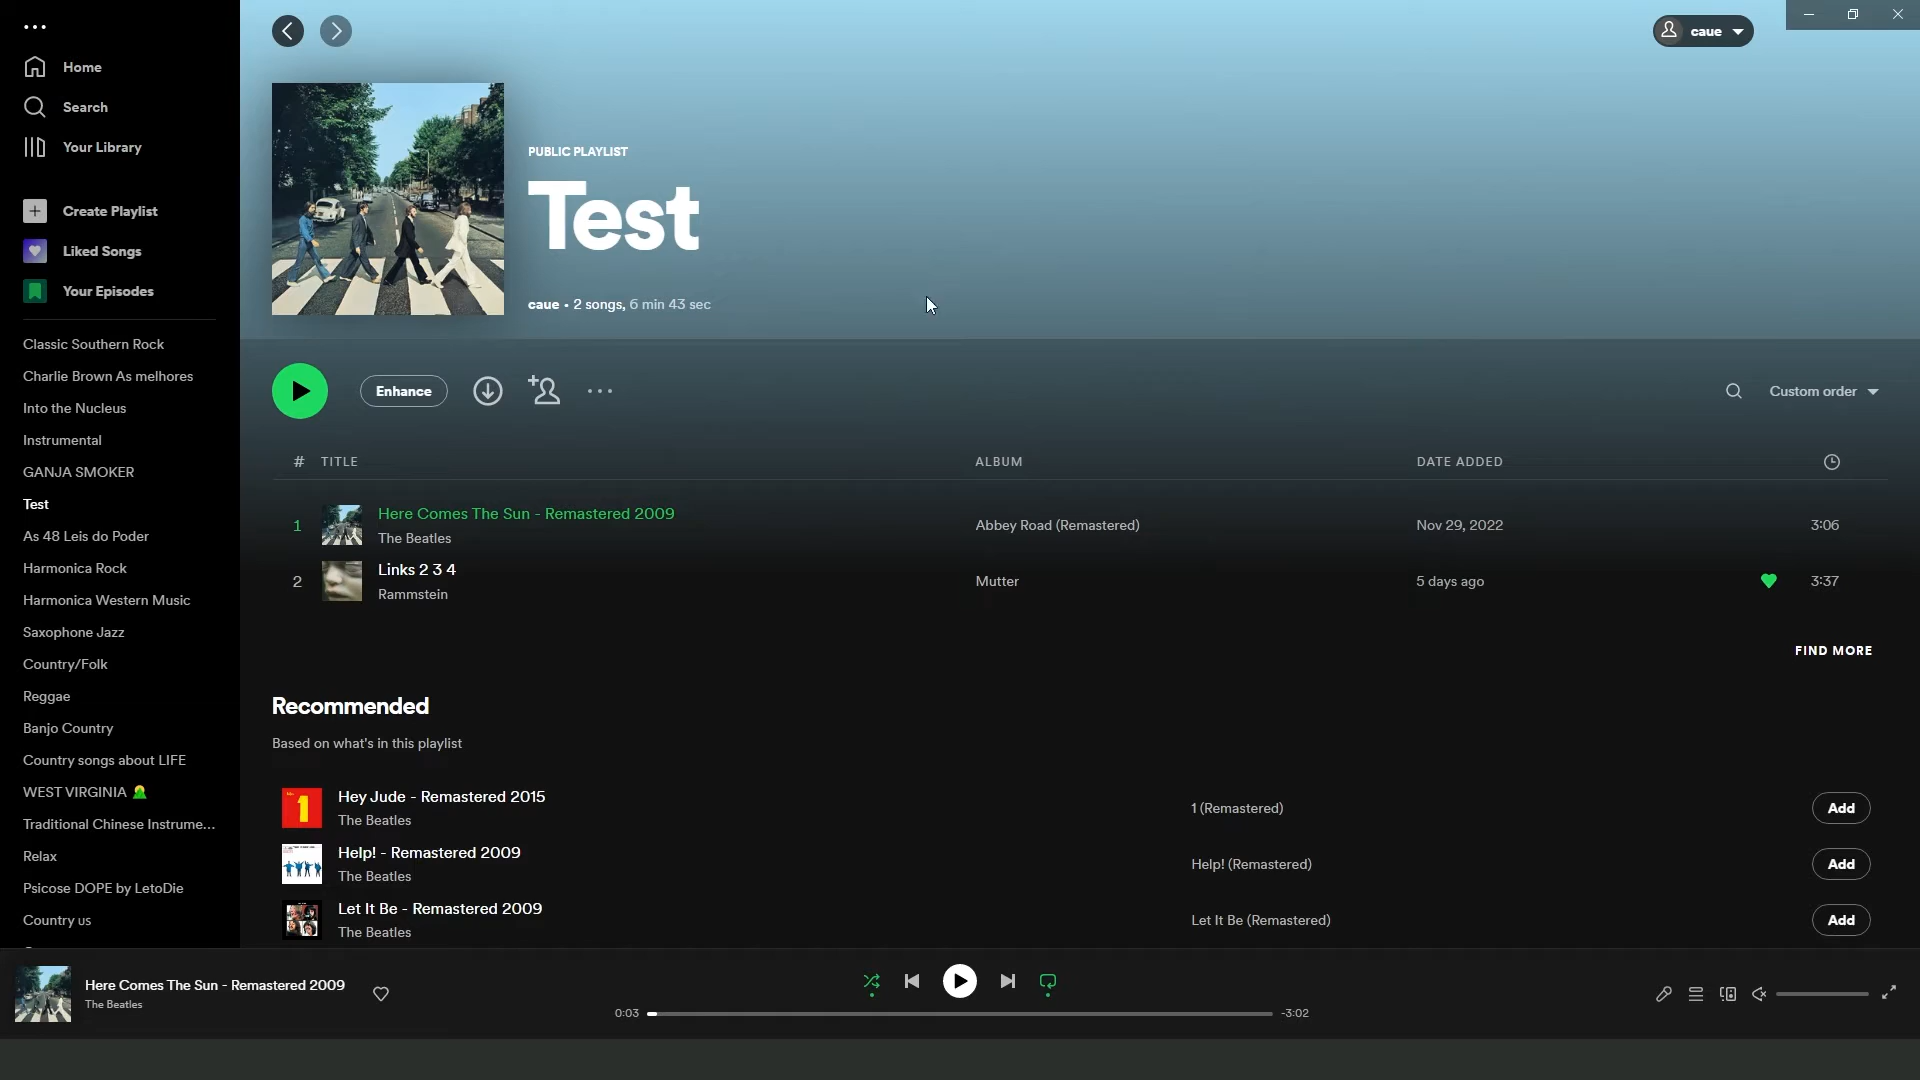 Home
Search
Your Library
Create Playlist
Liked Songs
Your Episodes
Classic Southern Rock
Charlie Brown As melhores
Into the Nucleus
Instrumental
GANJA SMOKER
Test
As 48 Leis do Poder
Harmonica Rock
Harmonica Western Music
Saxophone Jazz
Country/Folk
Reggae
Banjo Country
Country songs about LIFE
WEST VIRGINIA
Traditional Chinese Instrume...
Relax
Psicose DOPE by LetoDie
Country us
caue
PUBLIC PLAYLIST
Test
caue • 2 songs, 6 min 43 sec
Enhance
Custom order
# TITLE ALBUM DATE ADDED
1 Here Comes The Sun - Remastered 2009 Abbey Road (Remastered) Nov 29, 2022 3:06
The Beatles
2 Links 2 3 4 Mutter 5 days ago 3:37
Rammstein
FIND MORE
Recommended
Based on what's in this playlist
Hey Jude - Remastered 2015 1 (Remastered) Add
The Beatles
Help! - Remastered 2009 Help! (Remastered) Add
The Beatles
Let It Be - Remastered 2009 Let It Be (Remastered) Add
The Beatles
Here Comes The Sun - Remastered 2009
The Beatles
0:03 -3:02